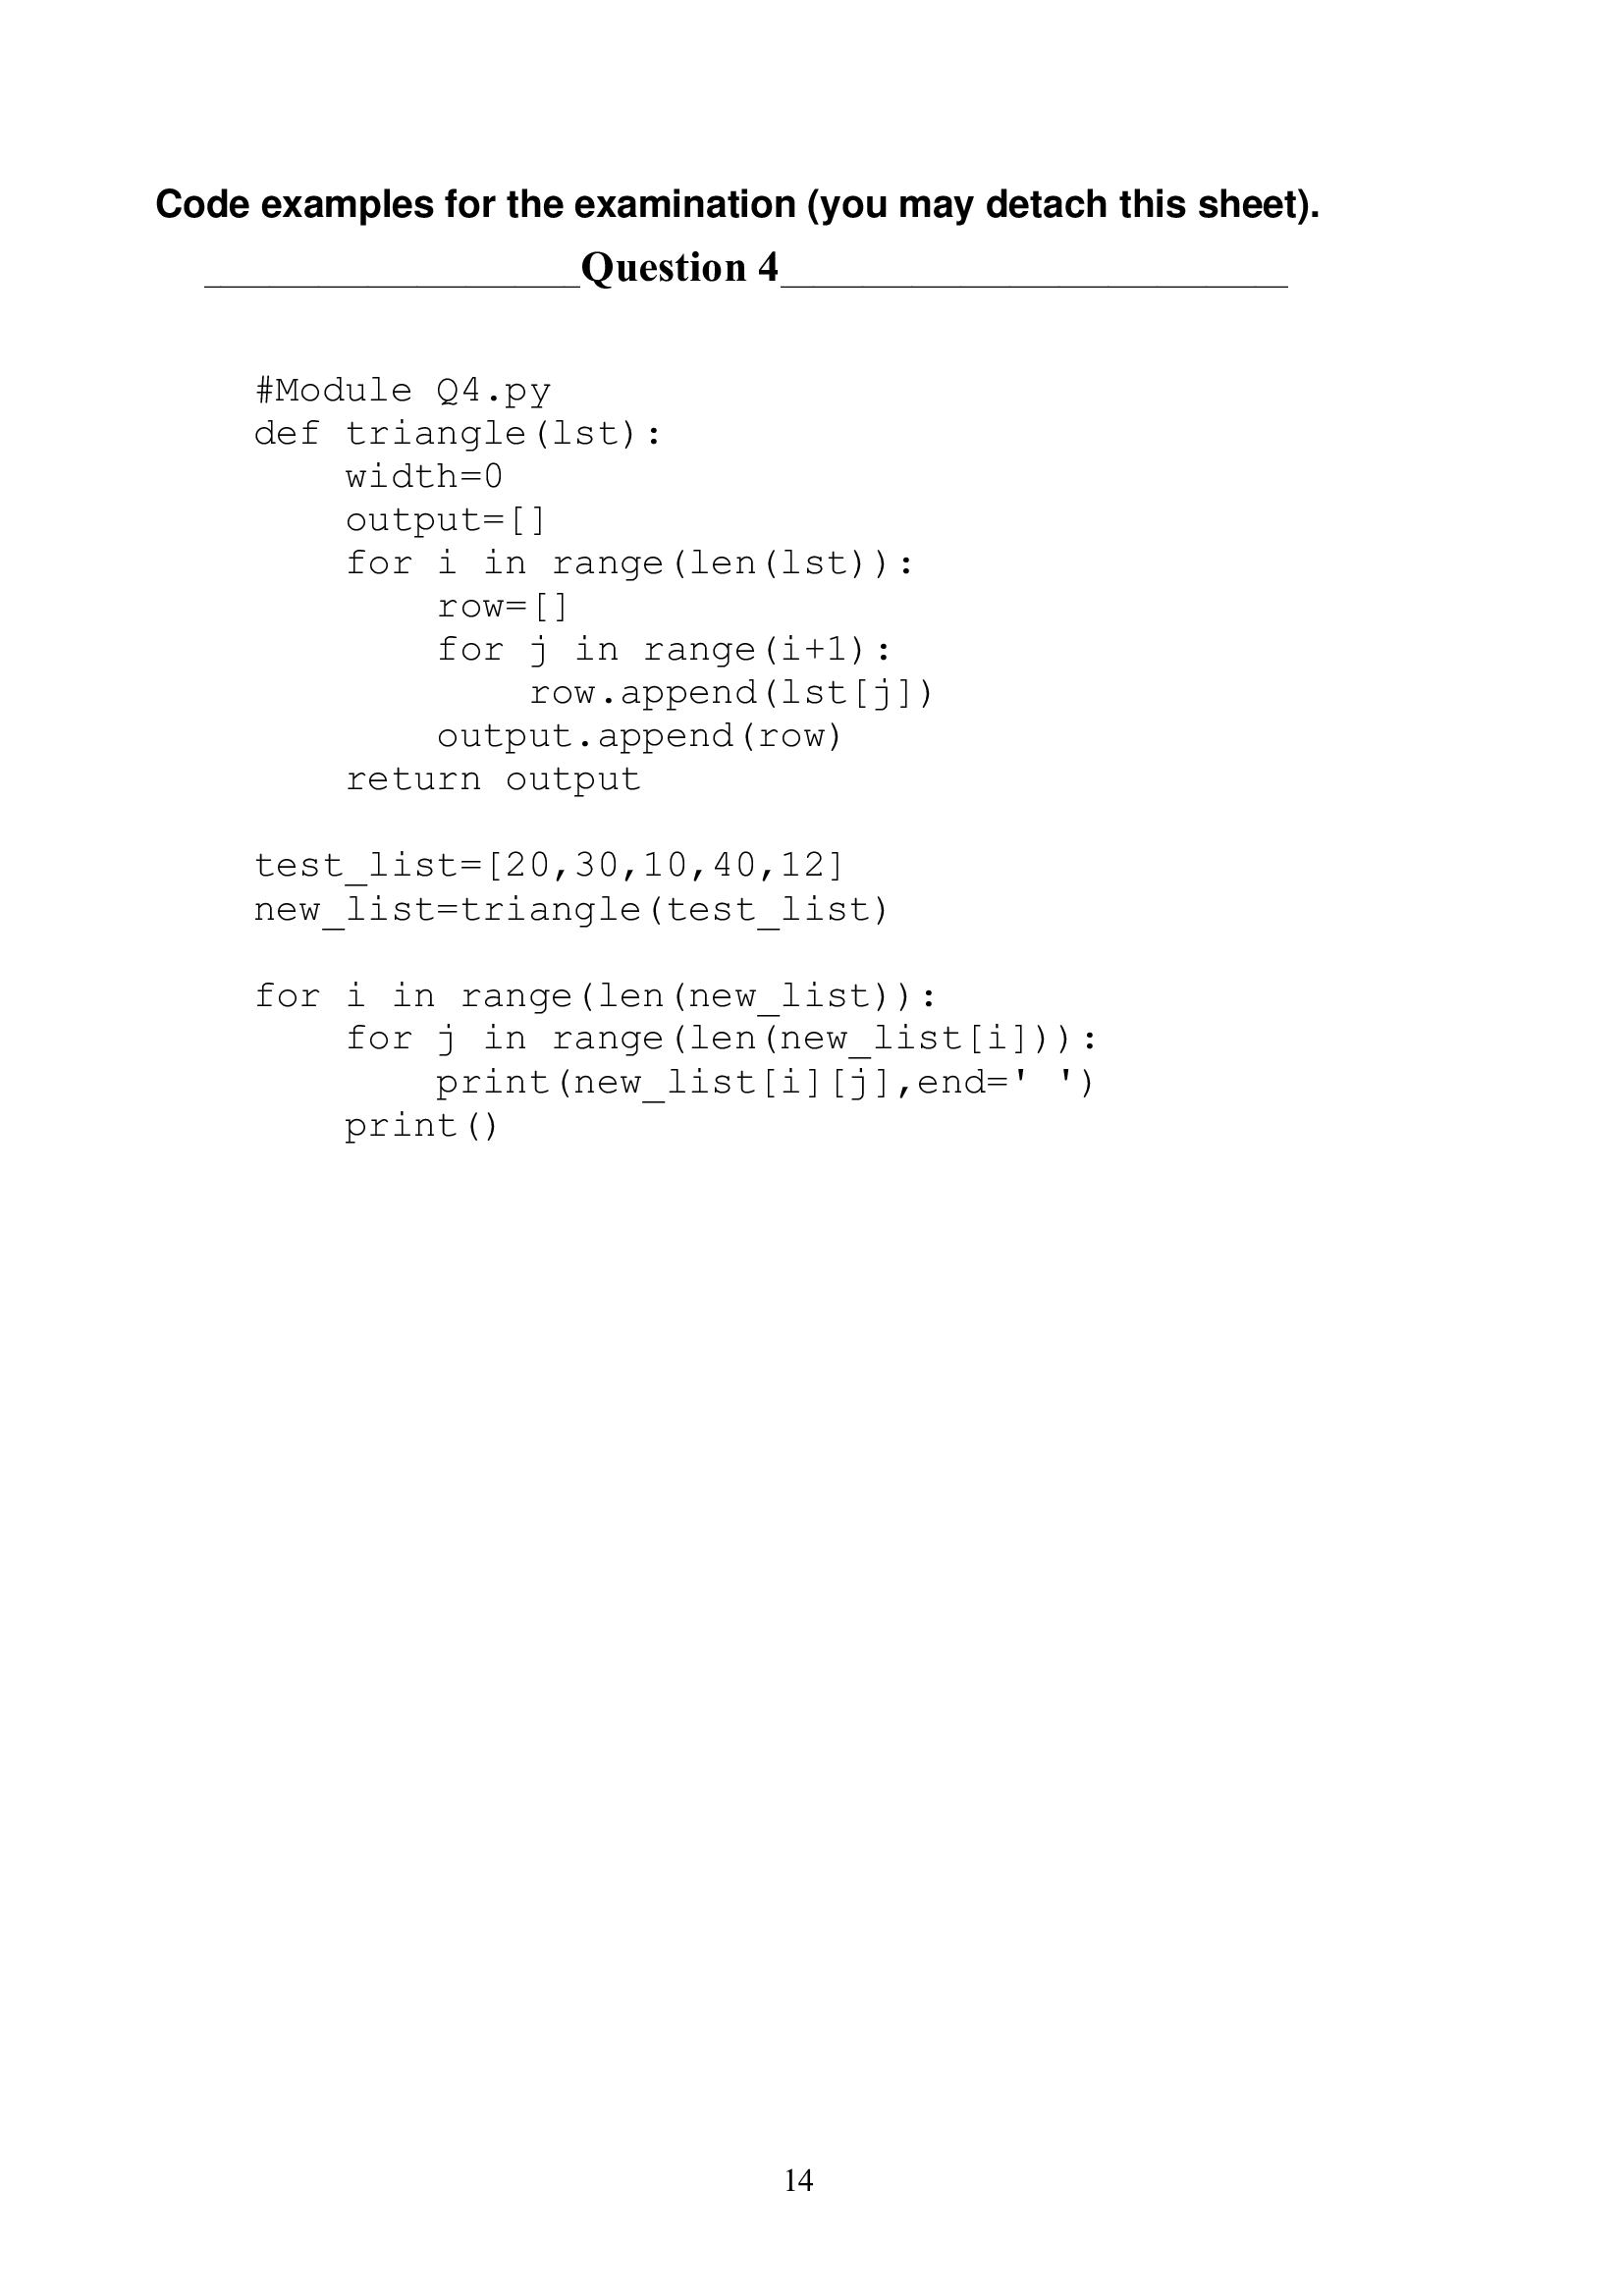 Code examples for the examination (you may detach this sheet).
_________________Question 4_______________________
#Module Q4.py
def triangle(lst):
    width=0
    output=[]
    for i in range(len(lst)):
        row=[]
        for j in range(i+1):
            row.append(lst[j])
        output.append(row)
    return output

test_list=[20,30,10,40,12]
new_list=triangle(test_list)

for i in range(len(new_list)):
    for j in range(len(new_list[i])):
        print(new_list[i][j],end=' ')
    print()
14